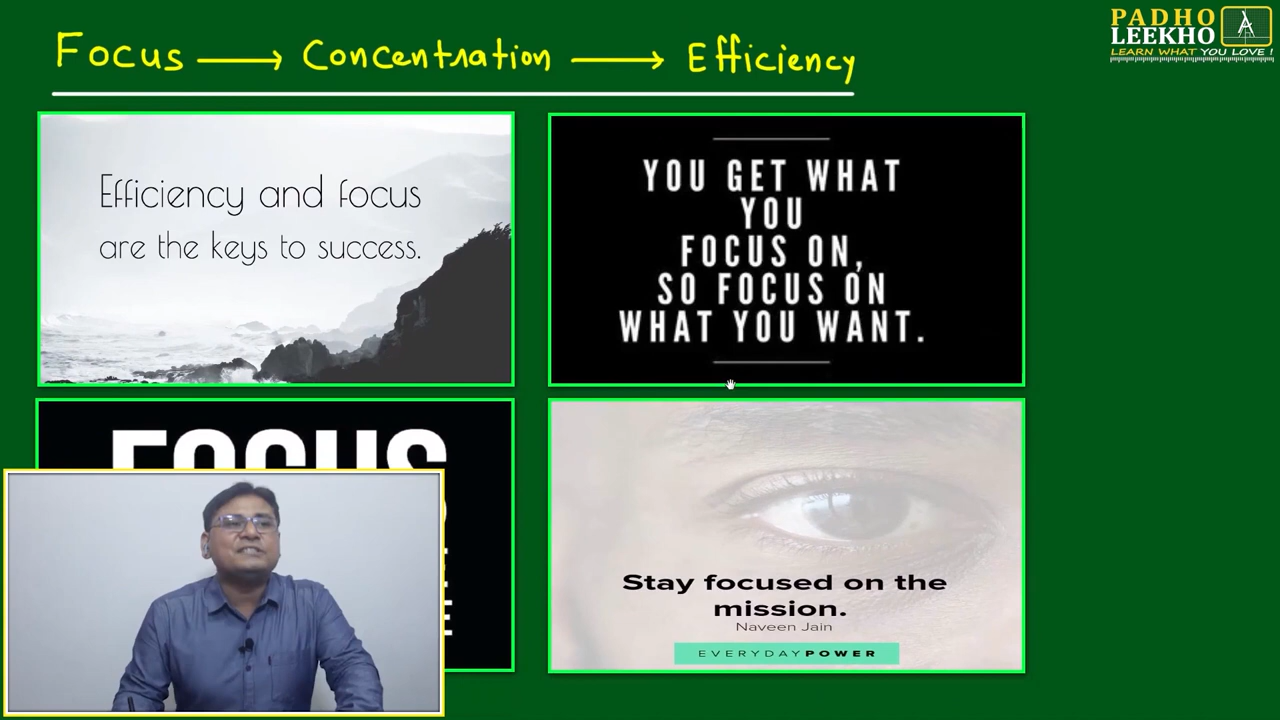 Focus → Concentration → Efficiency
PADHO
LEEKHO
LEARN WHAT YOU LOVE !
Efficiency and focus
are the keys to success.
YOU GET WHAT
YOU
FOCUS ON,
SO FOCUS ON
WHAT YOU WANT.
FOCUS
Stay focused on the
mission.
Naveen Jain
EVERYDAYPOWER